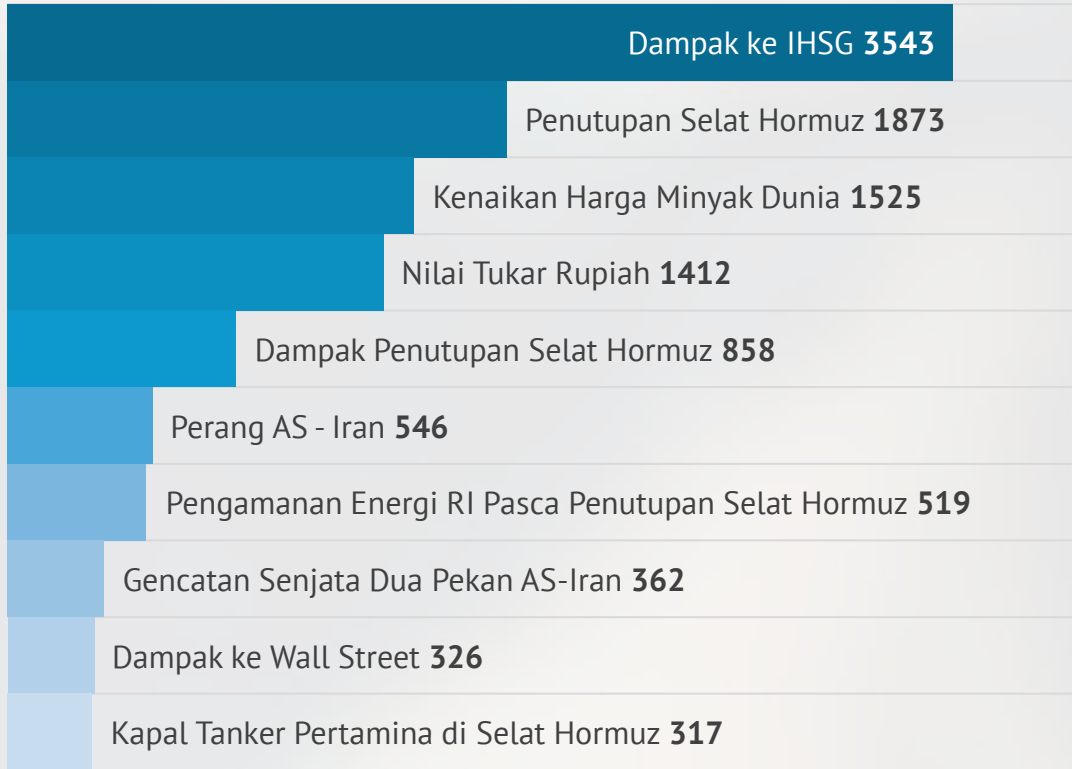 Dampak ke IHSG 3543
Penutupan Selat Hormuz 1873
Kenaikan Harga Minyak Dunia 1525
Nilai Tukar Rupiah 1412
Dampak Penutupan Selat Hormuz 858
Perang AS - Iran 546
Pengamanan Energi RI Pasca Penutupan Selat Hormuz 519
Gencatan Senjata Dua Pekan AS-Iran 362
Dampak ke Wall Street 326
Kapal Tanker Pertamina di Selat Hormuz 317